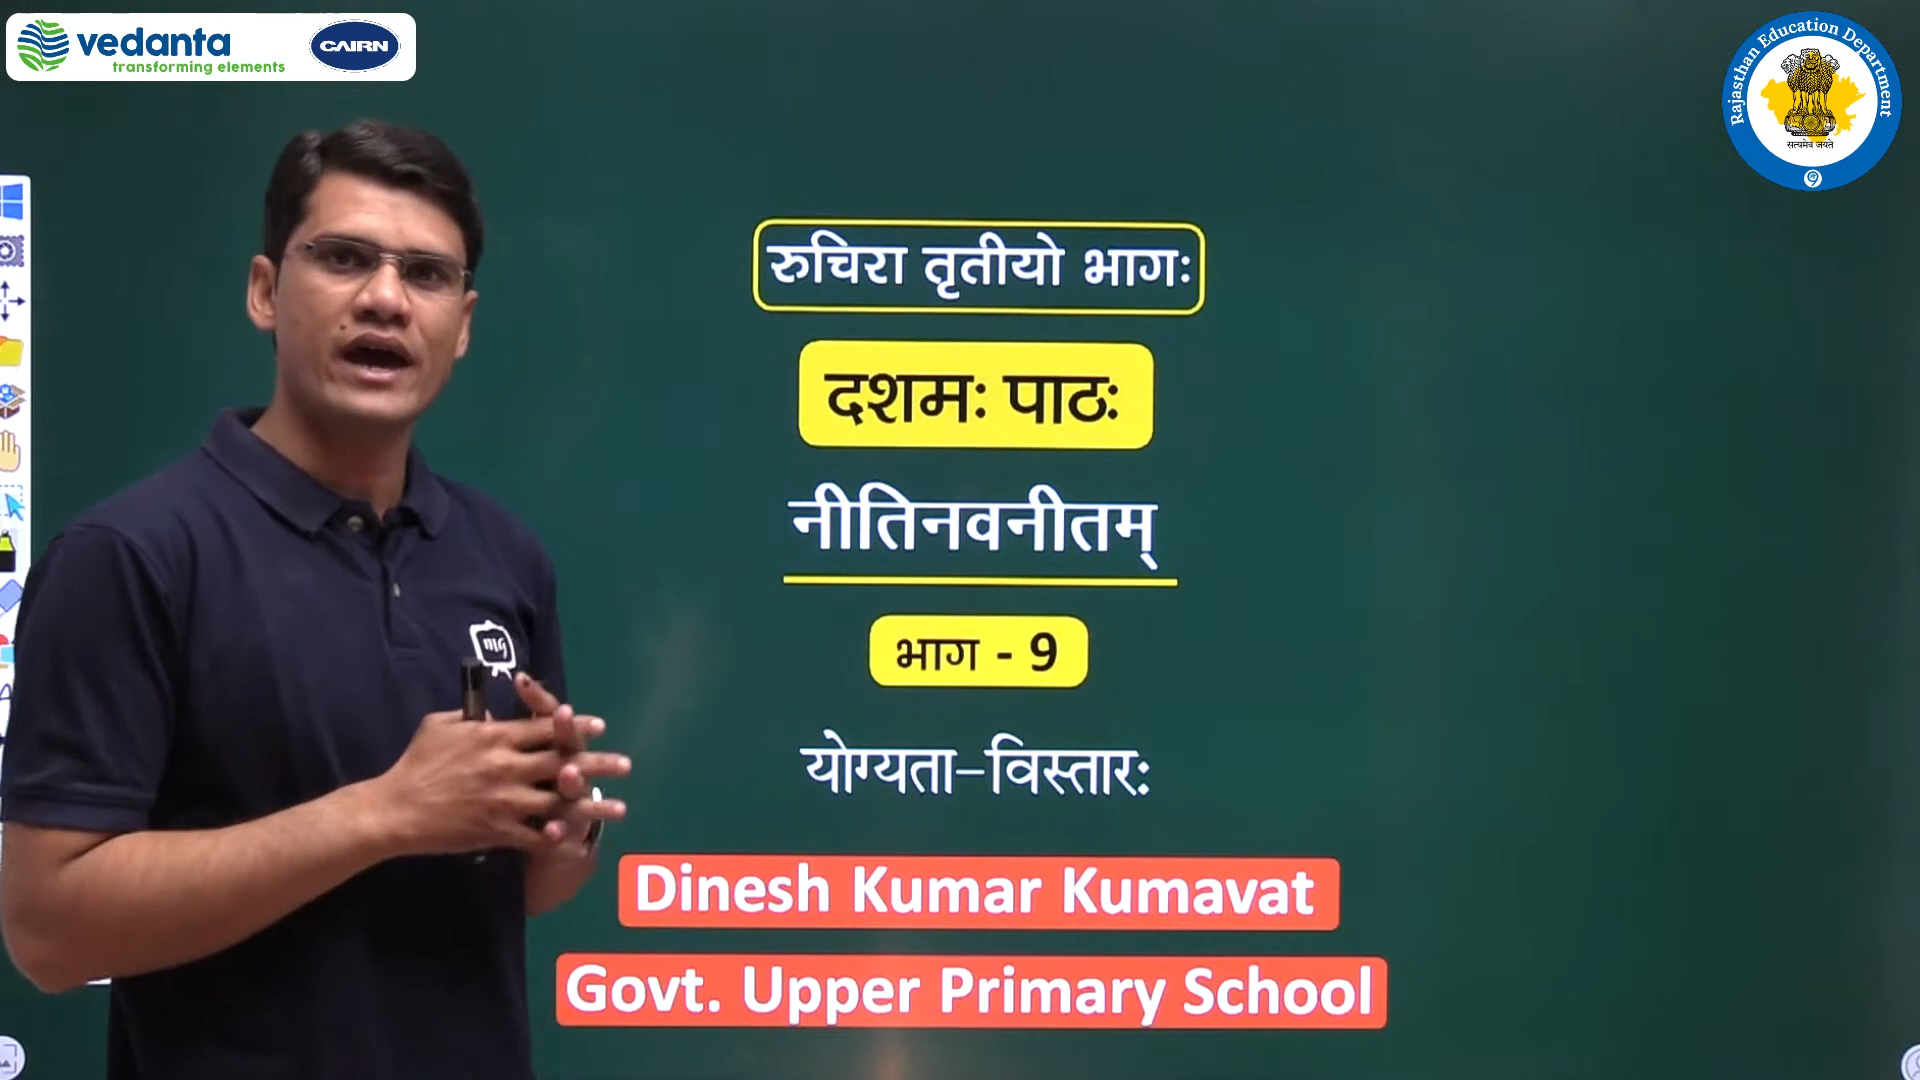 vedanta
transforming elements
CAIRN
Rajasthan Education Department
सत्यमेव जयते
रुचिरा तृतीयो भागः
दशमः पाठः
नीतिनवनीतम्
भाग - 9
योग्यता-विस्तारः
MG
Dinesh Kumar Kumavat
Govt. Upper Primary School